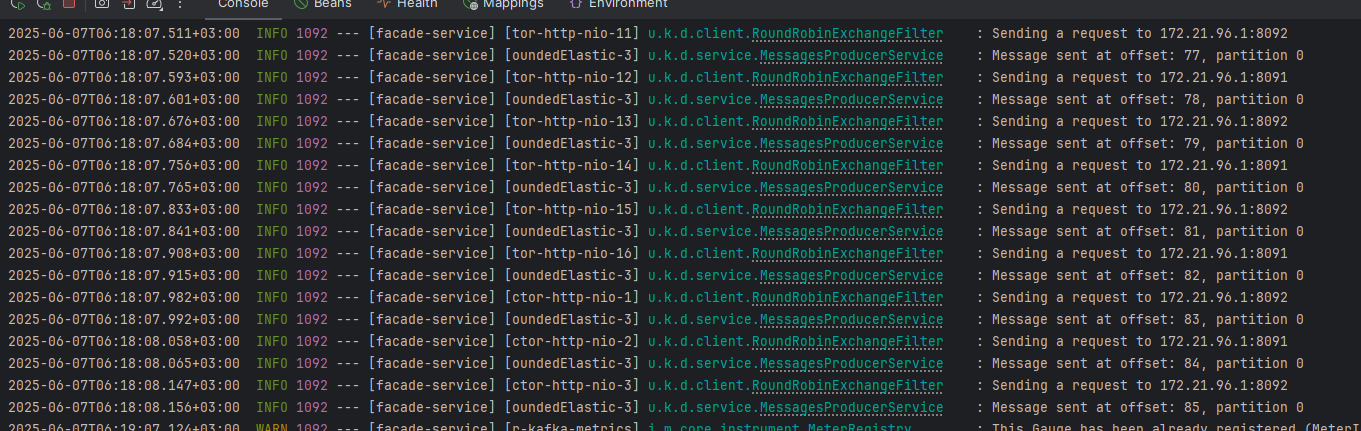 Console Beans Health Mappings Environment
2025-06-07T06:18:07.511+03:00  INFO 1092 --- [facade-service] [tor-http-nio-11] u.k.d.client.RoundRobinExchangeFilter    : Sending a request to 172.21.96.1:8092
2025-06-07T06:18:07.520+03:00  INFO 1092 --- [facade-service] [oundedElastic-3] u.k.d.service.MessagesProducerService    : Message sent at offset: 77, partition 0
2025-06-07T06:18:07.593+03:00  INFO 1092 --- [facade-service] [tor-http-nio-12] u.k.d.client.RoundRobinExchangeFilter    : Sending a request to 172.21.96.1:8091
2025-06-07T06:18:07.601+03:00  INFO 1092 --- [facade-service] [oundedElastic-3] u.k.d.service.MessagesProducerService    : Message sent at offset: 78, partition 0
2025-06-07T06:18:07.676+03:00  INFO 1092 --- [facade-service] [tor-http-nio-13] u.k.d.client.RoundRobinExchangeFilter    : Sending a request to 172.21.96.1:8092
2025-06-07T06:18:07.684+03:00  INFO 1092 --- [facade-service] [oundedElastic-3] u.k.d.service.MessagesProducerService    : Message sent at offset: 79, partition 0
2025-06-07T06:18:07.756+03:00  INFO 1092 --- [facade-service] [tor-http-nio-14] u.k.d.client.RoundRobinExchangeFilter    : Sending a request to 172.21.96.1:8091
2025-06-07T06:18:07.765+03:00  INFO 1092 --- [facade-service] [oundedElastic-3] u.k.d.service.MessagesProducerService    : Message sent at offset: 80, partition 0
2025-06-07T06:18:07.833+03:00  INFO 1092 --- [facade-service] [tor-http-nio-15] u.k.d.client.RoundRobinExchangeFilter    : Sending a request to 172.21.96.1:8092
2025-06-07T06:18:07.841+03:00  INFO 1092 --- [facade-service] [oundedElastic-3] u.k.d.service.MessagesProducerService    : Message sent at offset: 81, partition 0
2025-06-07T06:18:07.908+03:00  INFO 1092 --- [facade-service] [tor-http-nio-16] u.k.d.client.RoundRobinExchangeFilter    : Sending a request to 172.21.96.1:8091
2025-06-07T06:18:07.915+03:00  INFO 1092 --- [facade-service] [oundedElastic-3] u.k.d.service.MessagesProducerService    : Message sent at offset: 82, partition 0
2025-06-07T06:18:07.982+03:00  INFO 1092 --- [facade-service] [ctor-http-nio-1] u.k.d.client.RoundRobinExchangeFilter    : Sending a request to 172.21.96.1:8092
2025-06-07T06:18:07.992+03:00  INFO 1092 --- [facade-service] [oundedElastic-3] u.k.d.service.MessagesProducerService    : Message sent at offset: 83, partition 0
2025-06-07T06:18:08.058+03:00  INFO 1092 --- [facade-service] [ctor-http-nio-2] u.k.d.client.RoundRobinExchangeFilter    : Sending a request to 172.21.96.1:8091
2025-06-07T06:18:08.065+03:00  INFO 1092 --- [facade-service] [oundedElastic-3] u.k.d.service.MessagesProducerService    : Message sent at offset: 84, partition 0
2025-06-07T06:18:08.147+03:00  INFO 1092 --- [facade-service] [ctor-http-nio-3] u.k.d.client.RoundRobinExchangeFilter    : Sending a request to 172.21.96.1:8092
2025-06-07T06:18:08.156+03:00  INFO 1092 --- [facade-service] [oundedElastic-3] u.k.d.service.MessagesProducerService    : Message sent at offset: 85, partition 0
2025-06-07T06:19:07.124+03:00  WARN 1092 --- [facade-service] [r-kafka-metrics] i.m.core.instrument.MeterRegistry        : This Gauge has been already registered (MeterI